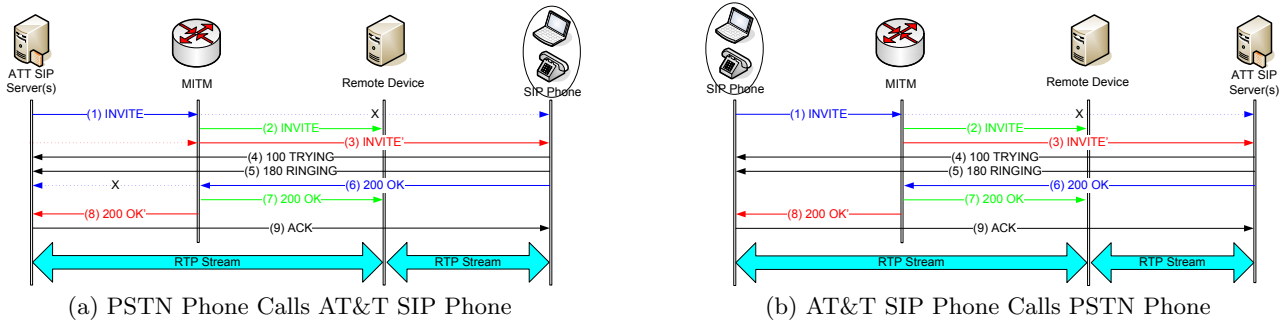 ATT SIP
Server(s)
MITM
Remote Device
SIP Phone
(1) INVITE
X
(2) INVITE
(3) INVITE'
(4) 100 TRYING
(5) 180 RINGING
X
(6) 200 OK
(7) 200 OK
(8) 200 OK'
(9) ACK
RTP Stream
RTP Stream
(a) PSTN Phone Calls AT&T SIP Phone
SIP Phone
MITM
Remote Device
ATT SIP
Server(s)
(1) INVITE
X
(2) INVITE
(3) INVITE'
(4) 100 TRYING
(5) 180 RINGING
(6) 200 OK
(7) 200 OK
(8) 200 OK'
(9) ACK
RTP Stream
RTP Stream
(b) AT&T SIP Phone Calls PSTN Phone